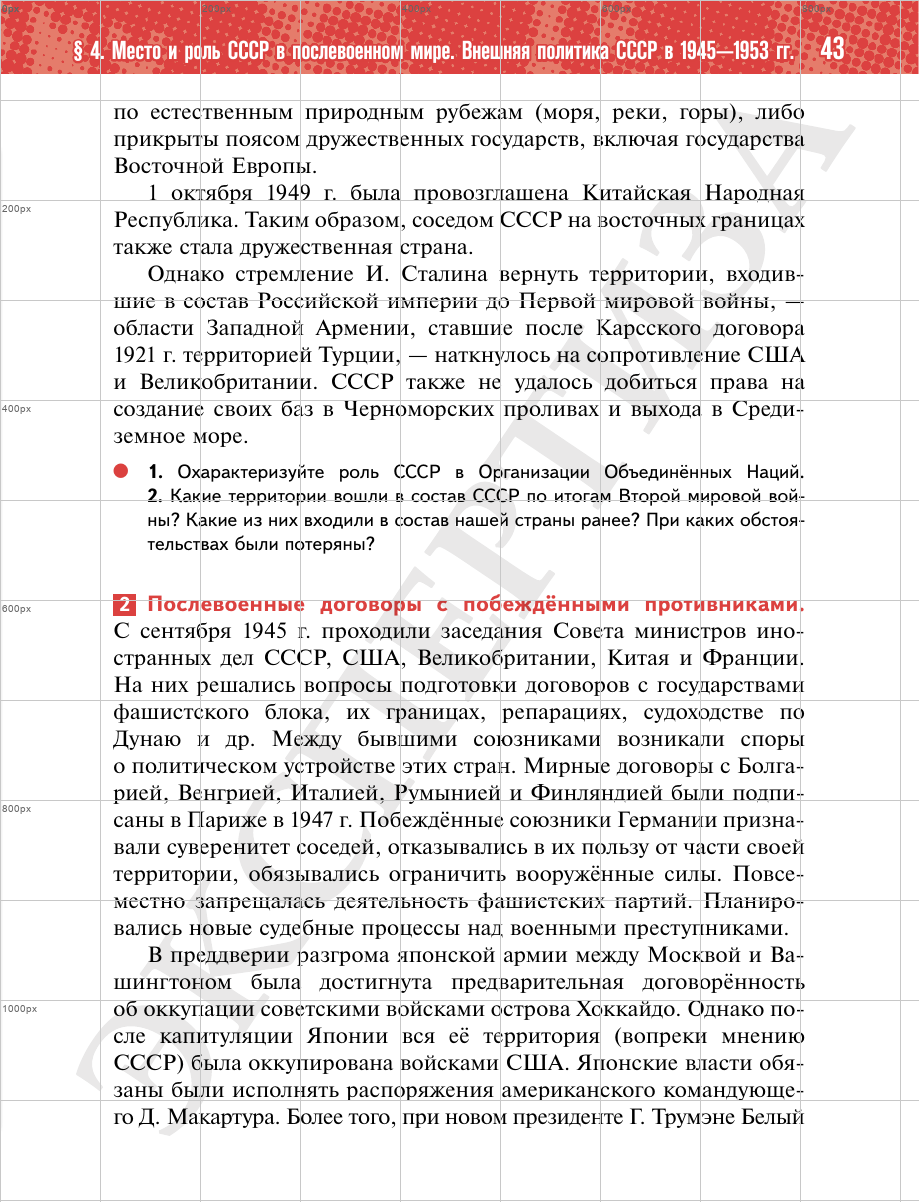 § 4. Место и роль СССР в послевоенном мире. Внешняя политика СССР в 1945—1953 гг. 43
по естественным природным рубежам (моря, реки, горы), либо
прикрыты поясом дружественных государств, включая государства
Восточной Европы.
1 октября 1949 г. была провозглашена Китайская Народная
Республика. Таким образом, соседом СССР на восточных границах
также стала дружественная страна.
Однако стремление И. Сталина вернуть территории, входив-
шие в состав Российской империи до Первой мировой войны, —
области Западной Армении, ставшие после Карсского договора
1921 г. территорией Турции, — наткнулось на сопротивление США
и Великобритании. СССР также не удалось добиться права на
создание своих баз в Черноморских проливах и выхода в Среди-
земное море.
1. Охарактеризуйте роль СССР в Организации Объединённых Наций.
2. Какие территории вошли в состав СССР по итогам Второй мировой вой-
ны? Какие из них входили в состав нашей страны ранее? При каких обстоя-
тельствах были потеряны?
2 Послевоенные договоры с побеждёнными противниками.
С сентября 1945 г. проходили заседания Совета министров ино-
странных дел СССР, США, Великобритании, Китая и Франции.
На них решались вопросы подготовки договоров с государствами
фашистского блока, их границах, репарациях, судоходстве по
Дунаю и др. Между бывшими союзниками возникали споры
о политическом устройстве этих стран. Мирные договоры с Болга-
рией, Венгрией, Италией, Румынией и Финляндией были подпи-
саны в Париже в 1947 г. Побеждённые союзники Германии призна-
вали суверенитет соседей, отказывались в их пользу от части своей
территории, обязывались ограничить вооружённые силы. Повсе-
местно запрещалась деятельность фашистских партий. Планиро-
вались новые судебные процессы над военными преступниками.
В преддверии разгрома японской армии между Москвой и Ва-
шингтоном была достигнута предварительная договорённость
об оккупации советскими войсками острова Хоккайдо. Однако по-
сле капитуляции Японии вся её территория (вопреки мнению
СССР) была оккупирована войсками США. Японские власти обя-
заны были исполнять распоряжения американского командующе-
го Д. Макартура. Более того, при новом президенте Г. Трумэне Белый
ЭКСПЕРТИЗА
200px
400px
600px
800px
1000px